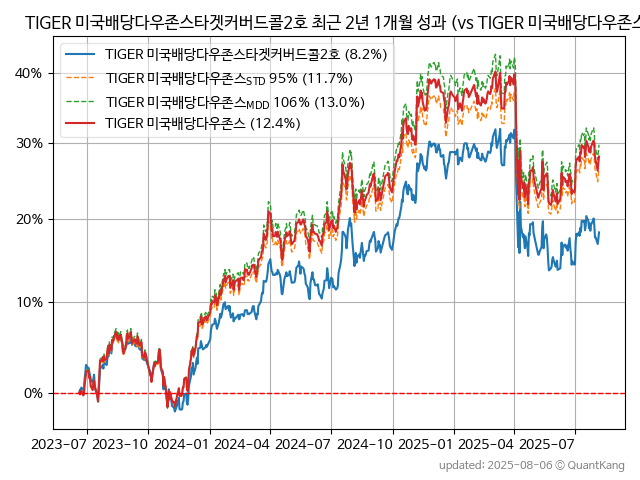 TIGER 미국배당다우존스타겟커버드콜2호 최근 2년 1개월 성과 (vs TIGER 미국배당다우존스
TIGER 미국배당다우존스타겟커버드콜2호 (8.2%)
TIGER 미국배당다우존스STD 95% (11.7%)
TIGER 미국배당다우존스MDD 106% (13.0%)
TIGER 미국배당다우존스 (12.4%)
40%
30%
20%
10%
0%
2023-07 2023-10 2024-01 2024-04 2024-07 2024-10 2025-01 2025-04 2025-07
updated: 2025-08-06 © QuantKang